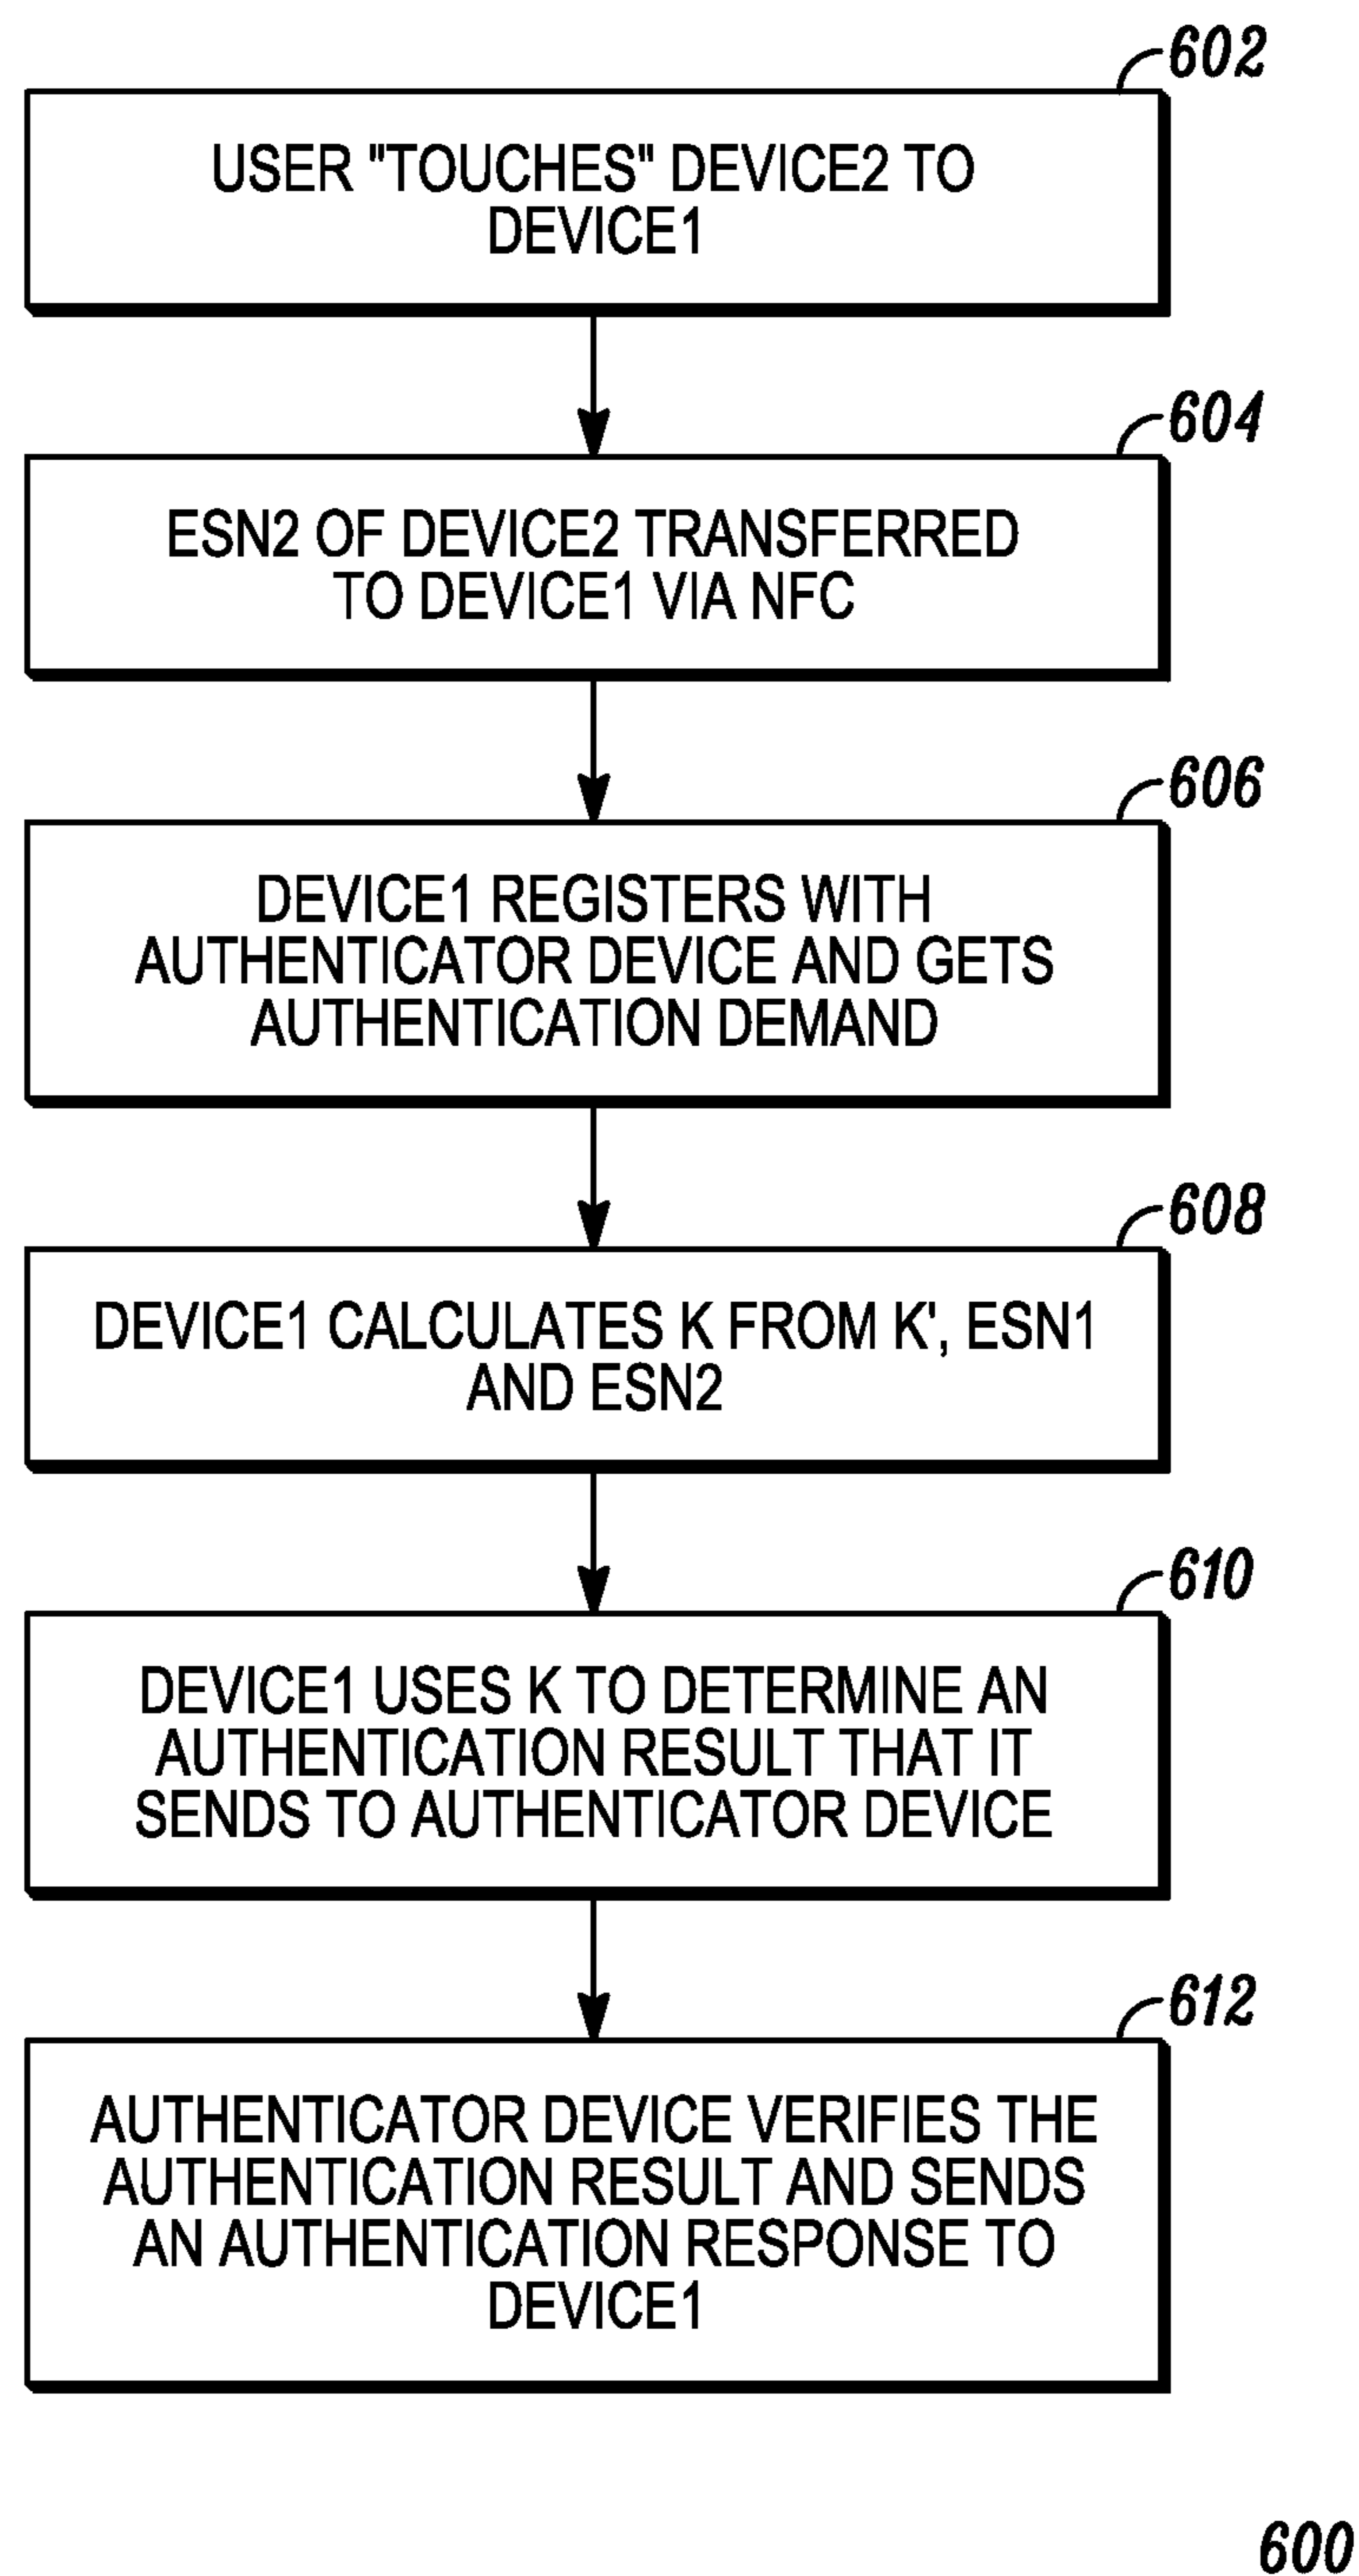 602
USER "TOUCHES" DEVICE2 TO
DEVICE1
604
ESN2 OF DEVICE2 TRANSFERRED
TO DEVICE1 VIA NFC
606
DEVICE1 REGISTERS WITH
AUTHENTICATOR DEVICE AND GETS
AUTHENTICATION DEMAND
608
DEVICE1 CALCULATES K FROM K', ESN1
AND ESN2
610
DEVICE1 USES K TO DETERMINE AN
AUTHENTICATION RESULT THAT IT
SENDS TO AUTHENTICATOR DEVICE
612
AUTHENTICATOR DEVICE VERIFIES THE
AUTHENTICATION RESULT AND SENDS
AN AUTHENTICATION RESPONSE TO
DEVICE1
600